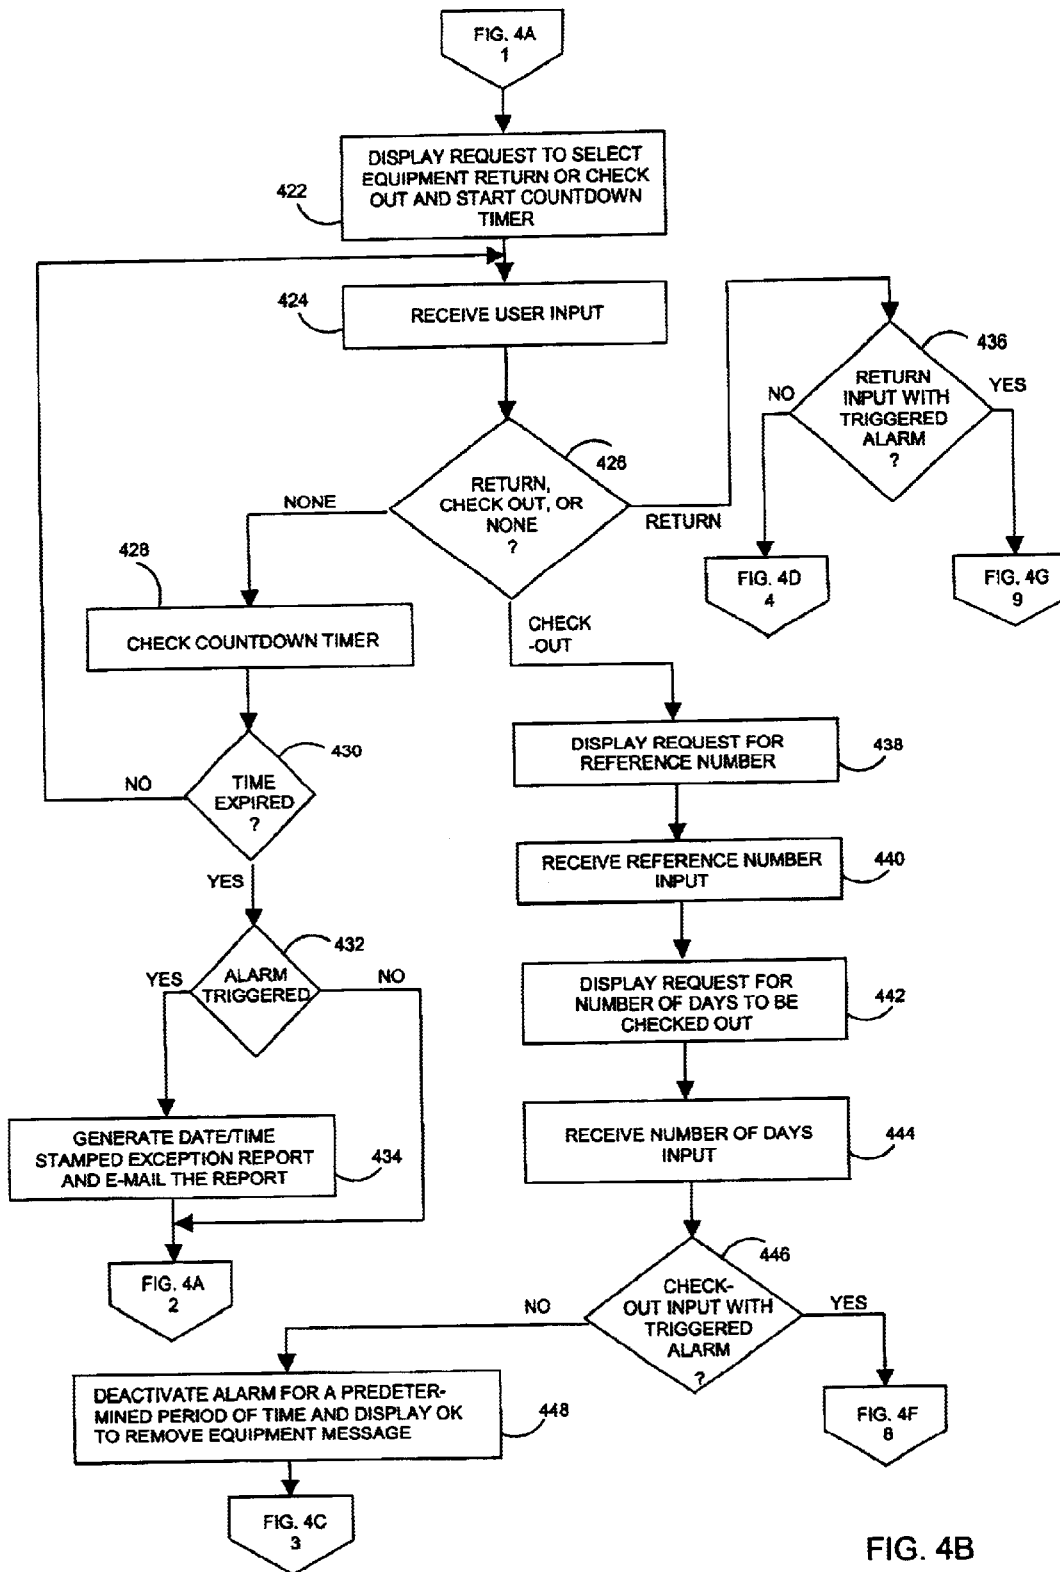 FIG. 4A
1
DISPLAY REQUEST TO SELECT
EQUIPMENT RETURN OR CHECK
OUT AND START COUNTDOWN
TIMER
422
424
RECEIVE USER INPUT
436
RETURN
INPUT WITH
TRIGGERED
ALARM
?
NO
YES
426
RETURN,
CHECK OUT, OR
NONE
?
NONE
RETURN
FIG. 4D
4
FIG. 4G
9
428
CHECK COUNTDOWN TIMER
CHECK
-OUT
430
TIME
EXPIRED
?
NO
YES
DISPLAY REQUEST FOR
REFERENCE NUMBER
438
RECEIVE REFERENCE NUMBER
INPUT
440
432
ALARM
TRIGGERED
YES
NO
DISPLAY REQUEST FOR
NUMBER OF DAYS TO BE
CHECKED OUT
442
GENERATE DATE/TIME
STAMPED EXCEPTION REPORT
AND E-MAIL THE REPORT
434
RECEIVE NUMBER OF DAYS
INPUT
444
FIG. 4A
2
446
CHECK-
OUT INPUT WITH
TRIGGERED
ALARM
?
NO
YES
DEACTIVATE ALARM FOR A PREDETER-
MINED PERIOD OF TIME AND DISPLAY OK
TO REMOVE EQUIPMENT MESSAGE
448
FIG. 4F
8
FIG. 4C
3
FIG. 4B